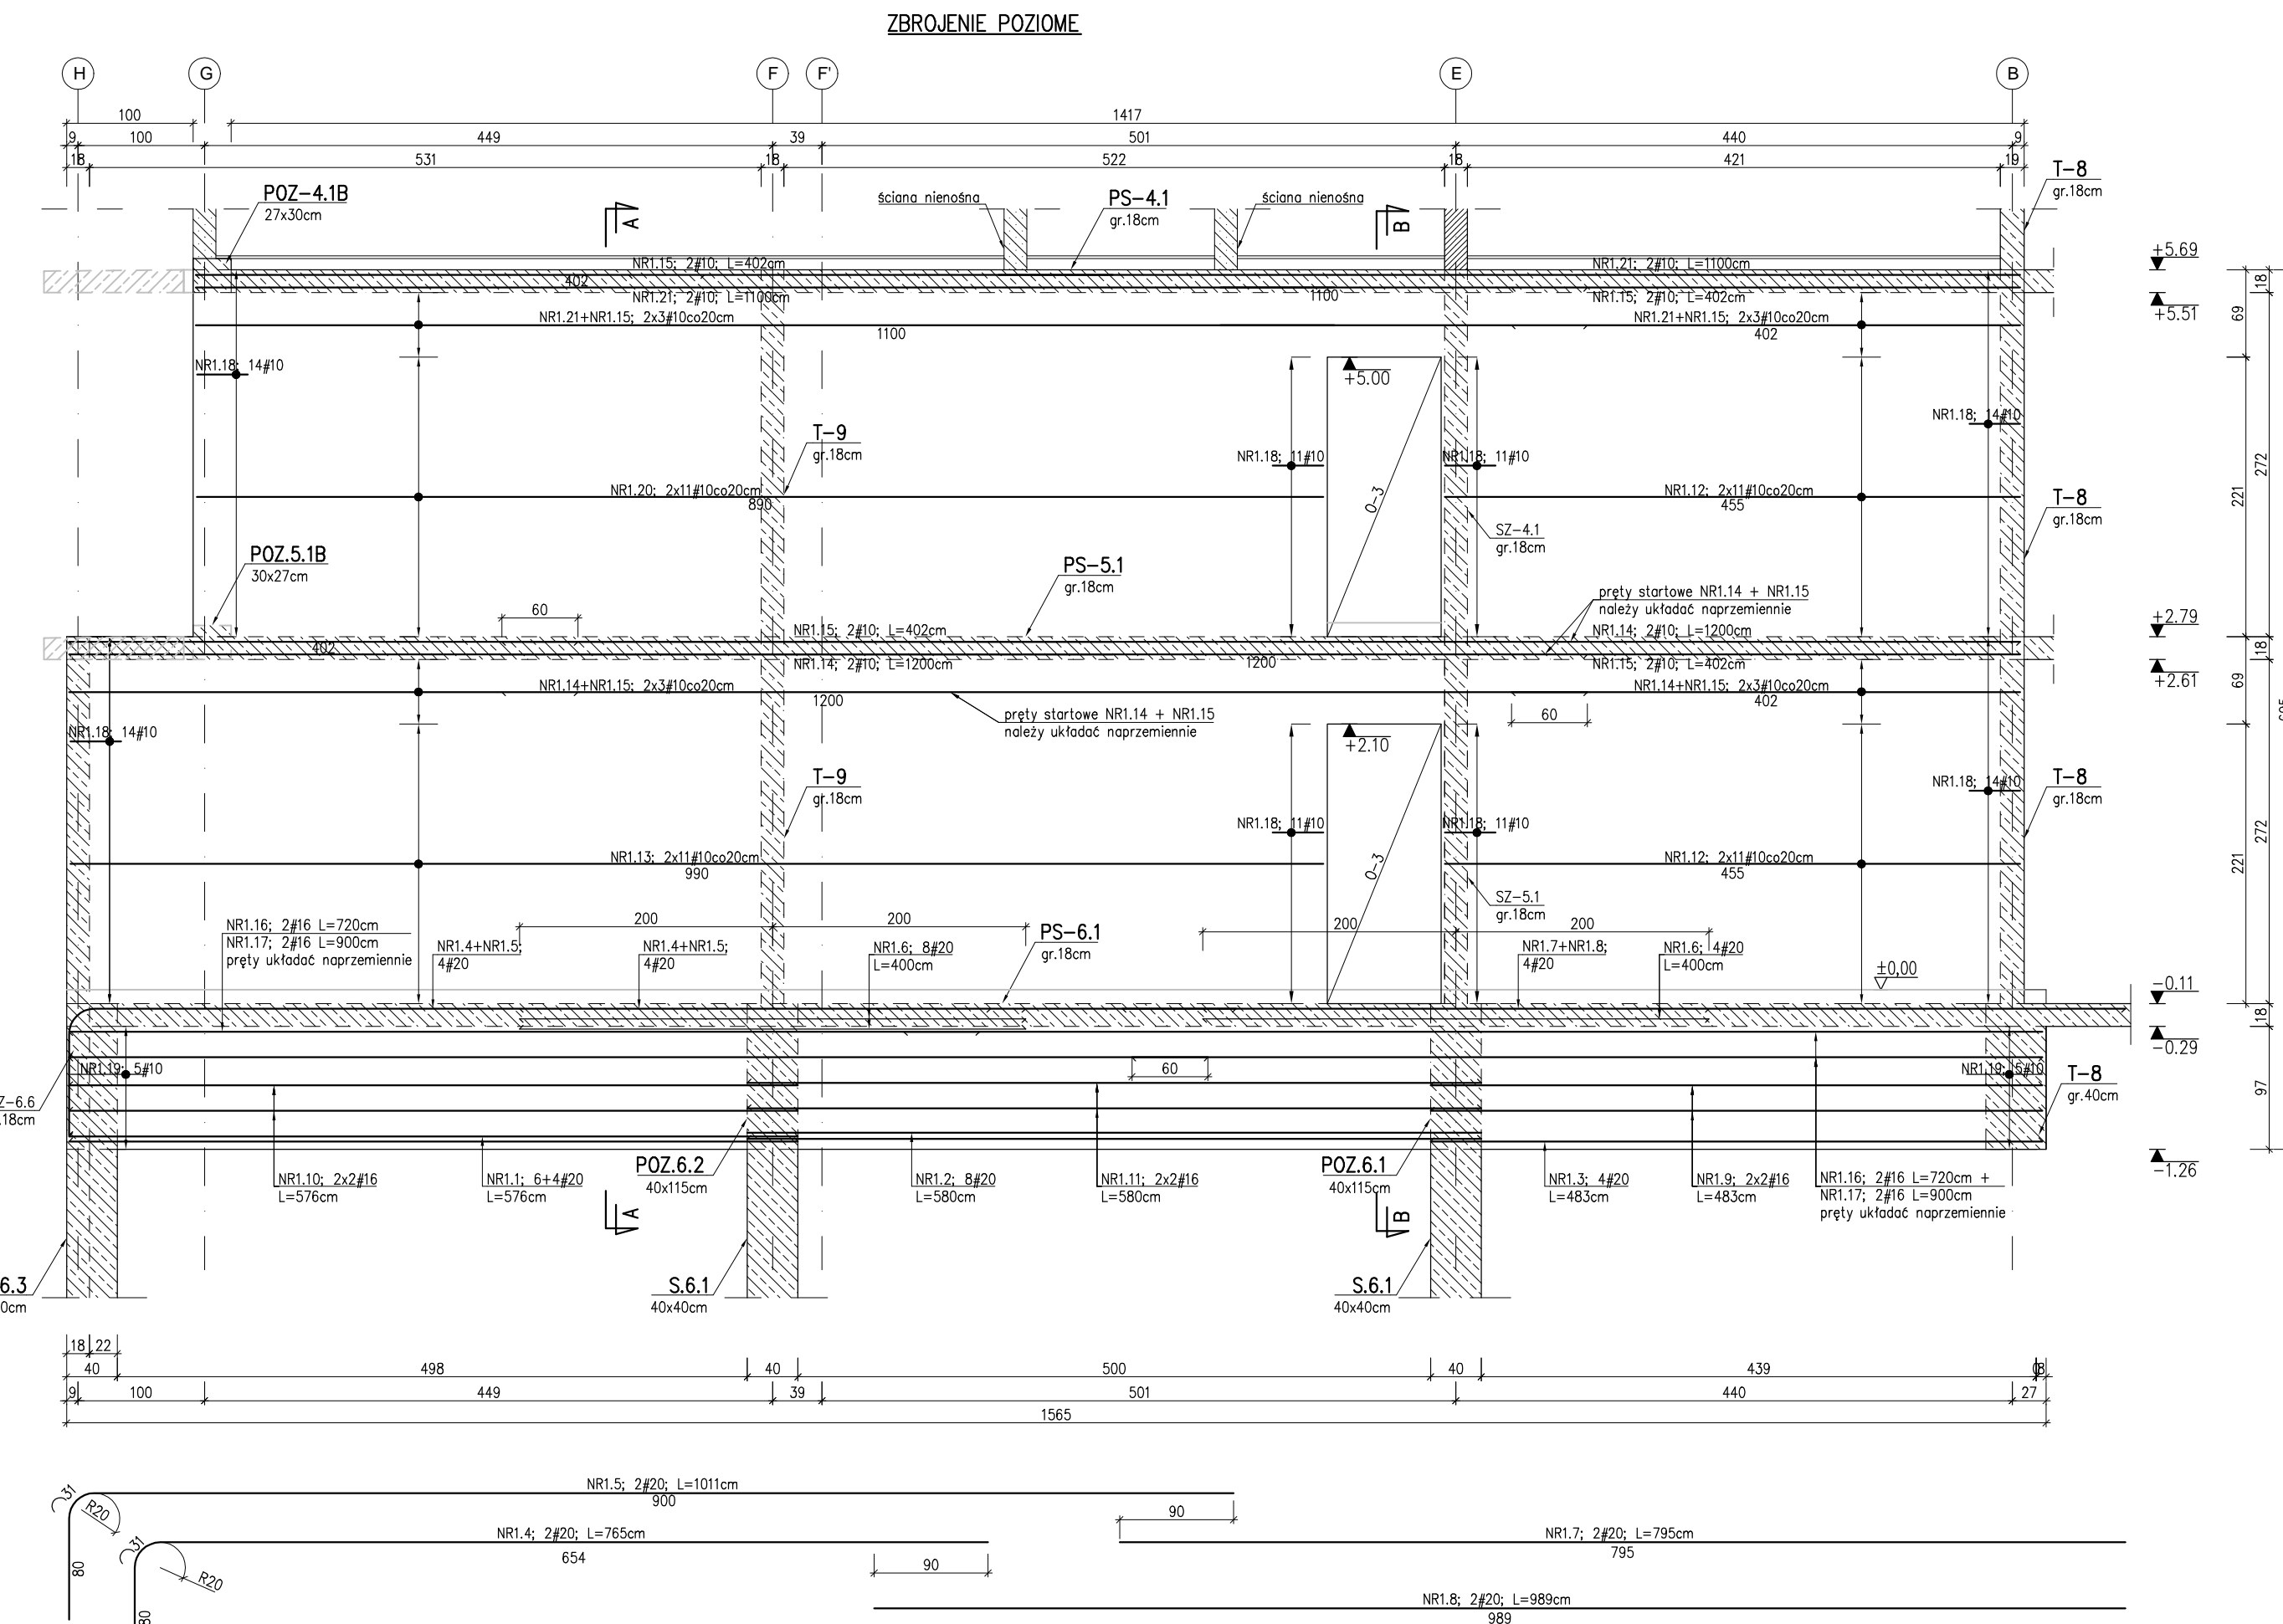 ZBROJENIE POZIOME
H
G
F
F'
E
B
100
1417
9
100
449
39
501
440
9
18
531
18
522
18
421
19
T-8
gr.18cm
POZ-4.1B
27x30cm
A
ściana nienośna
PS-4.1
gr.18cm
ściana nienośna
B
+5.69
NR1.15; 2#10; L=402cm
NR1.21; 2#10; L=1100cm
402
18
NR1.21; 2#10; L=1100cm
1100
NR1.15; 2#10; L=402cm
+5.51
NR1.21+NR1.15; 2x3#10co20cm
1100
NR1.21+NR1.15; 2x3#10co20cm
402
69
NR1.18; 14#10
+5.00
NR1.18; 14#10
T-9
gr.18cm
NR1.18; 11#10
NR1.18; 11#10
272
NR1.20; 2x11#10co20cm
890
O-3
NR1.12; 2x11#10co20cm
455
221
T-8
gr.18cm
SZ-4.1
gr.18cm
POZ.5.1B
30x27cm
PS-5.1
gr.18cm
pręty startowe NR1.14 + NR1.15
należy układać naprzemiennie
60
+2.79
NR1.15; 2#10; L=402cm
NR1.14; 2#10; L=1200cm
402
18
NR1.14; 2#10; L=1200cm
1200
NR1.15; 2#10; L=402cm
+2.61
NR1.14+NR1.15; 2x3#10co20cm
1200
NR1.14+NR1.15; 2x3#10co20cm
402
69
pręty startowe NR1.14 + NR1.15
należy układać naprzemiennie
60
NR1.18; 14#10
+2.10
T-9
gr.18cm
NR1.18; 14#10
T-8
gr.18cm
NR1.18; 11#10
NR1.18; 11#10
272
NR1.13; 2x11#10co20cm
990
O-3
NR1.12; 2x11#10co20cm
455
221
SZ-5.1
gr.18cm
NR1.16; 2#16 L=720cm
NR1.17; 2#16 L=900cm
pręty układać naprzemiennie
200
200
200
200
NR1.4+NR1.5;
4#20
NR1.4+NR1.5;
4#20
NR1.6; 8#20
L=400cm
PS-6.1
gr.18cm
NR1.7+NR1.8;
4#20
NR1.6; 4#20
L=400cm
±0,00
-0.11
18
-0.29
NR1.19; 5#10
60
NR1.19; 5#10
T-8
gr.40cm
97
Z-6.6
.18cm
POZ.6.2
40x115cm
POZ.6.1
40x115cm
-1.26
NR1.10; 2x2#16
L=576cm
NR1.1; 6+4#20
L=576cm
NR1.2; 8#20
L=580cm
NR1.11; 2x2#16
L=580cm
NR1.3; 4#20
L=483cm
NR1.9; 2x2#16
L=483cm
NR1.16; 2#16 L=720cm +
NR1.17; 2#16 L=900cm
pręty układać naprzemiennie
A
B
6.3
0cm
S.6.1
40x40cm
S.6.1
40x40cm
18
22
40
498
40
500
40
439
9
100
449
39
501
440
27
1565
NR1.5; 2#20; L=1011cm
900
31
R20
80
NR1.4; 2#20; L=765cm
654
31
R20
80
90
90
NR1.7; 2#20; L=795cm
795
NR1.8; 2#20; L=989cm
989